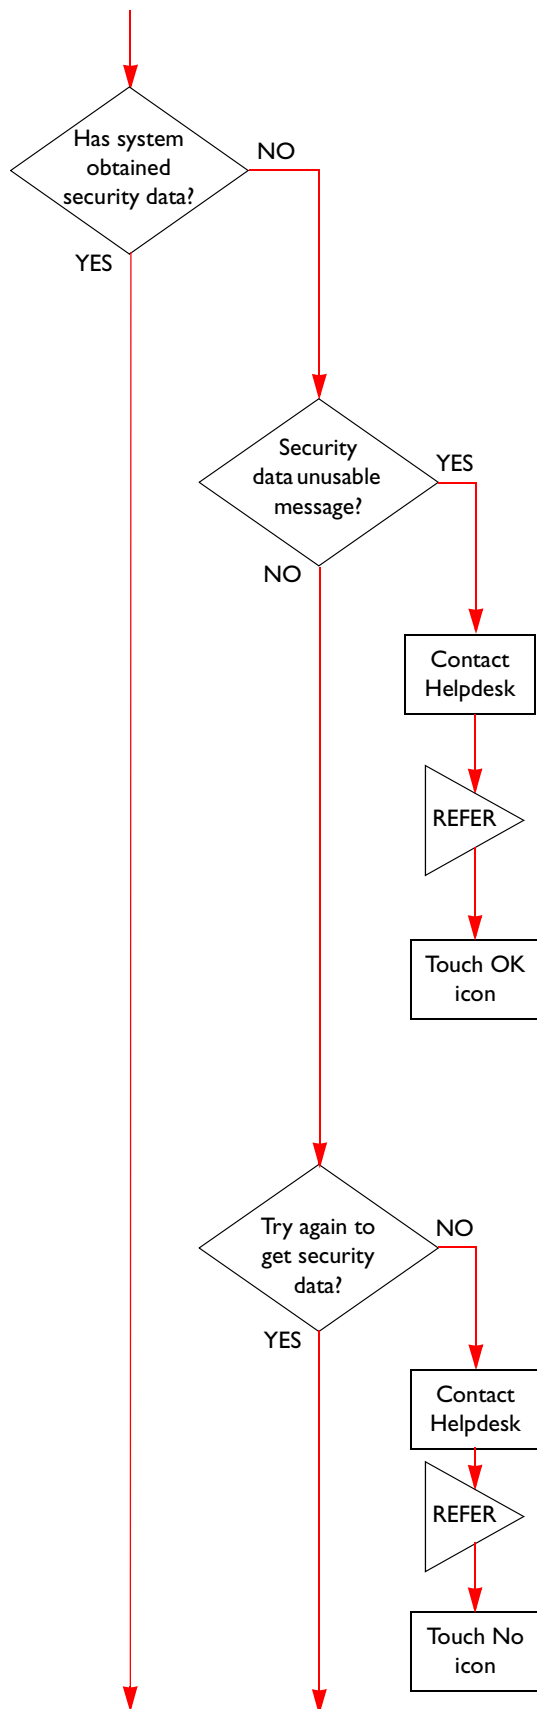 Has system
obtained
security data?
NO
YES
Security
data unusable
message?
YES
NO
Contact
Helpdesk
REFER
Touch OK
icon
Try again to
get security
data?
NO
YES
Contact
Helpdesk
REFER
Touch No
icon